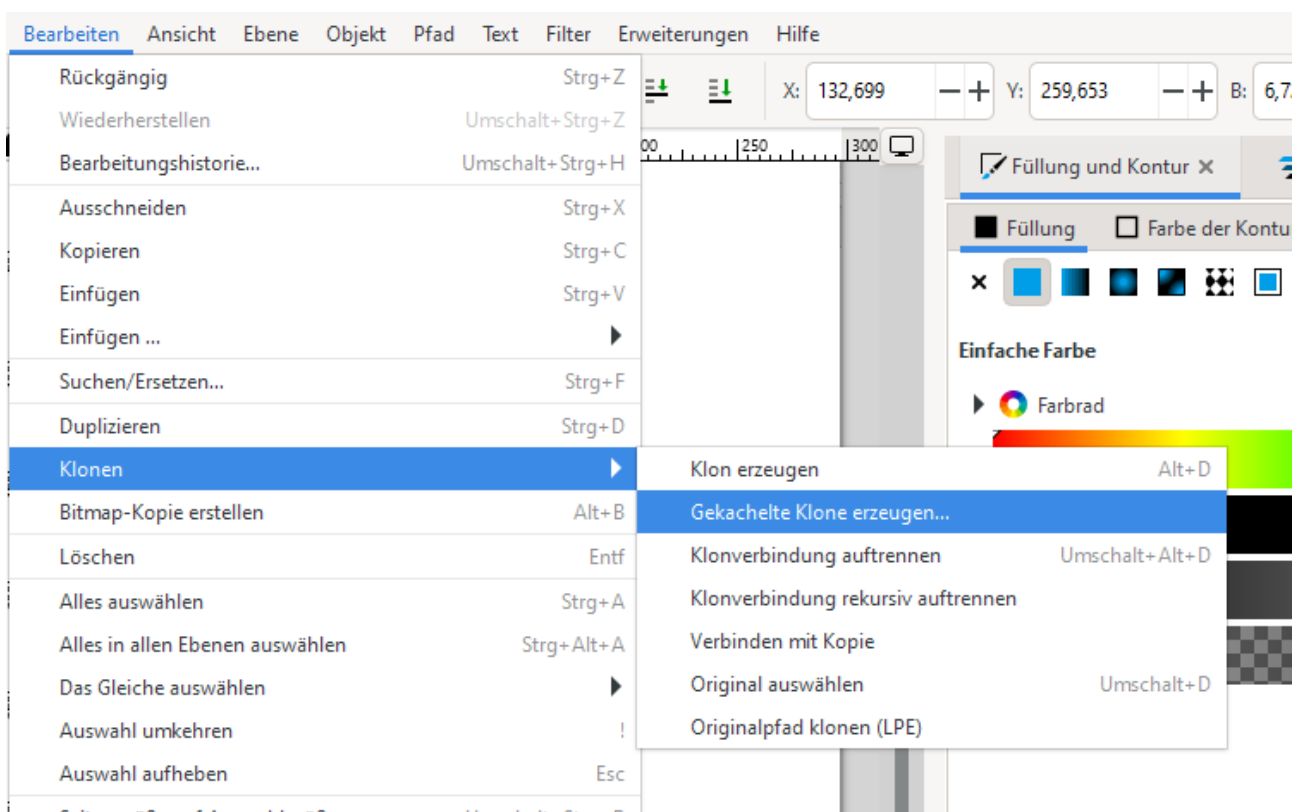 Bearbeiten Ansicht Ebene Objekt Pfad Text Filter Erweiterungen Hilfe
X: 132,699 Y: 259,653 B:
Rückgängig Strg+Z
Wiederherstellen Umschalt+Strg+Z
Bearbeitungshistorie... Umschalt+Strg+H
250 300
Füllung und Kontur
Ausschneiden Strg+X
Kopieren Strg+C
Einfügen Strg+V
Einfügen ...
Suchen/Ersetzen... Strg+F
Duplizieren Strg+D
Klonen
Bitmap-Kopie erstellen Alt+B
Löschen Entf
Alles auswählen Strg+A
Alles in allen Ebenen auswählen Strg+Alt+A
Das Gleiche auswählen
Auswahl umkehren !
Auswahl aufheben Esc
Füllung Farbe der Kontu
Einfache Farbe
Farbrad
Klon erzeugen Alt+D
Gekachelte Klone erzeugen...
Klonverbindung auftrennen Umschalt+Alt+D
Klonverbindung rekursiv auftrennen
Verbinden mit Kopie
Original auswählen Umschalt+D
Originalpfad klonen (LPE)